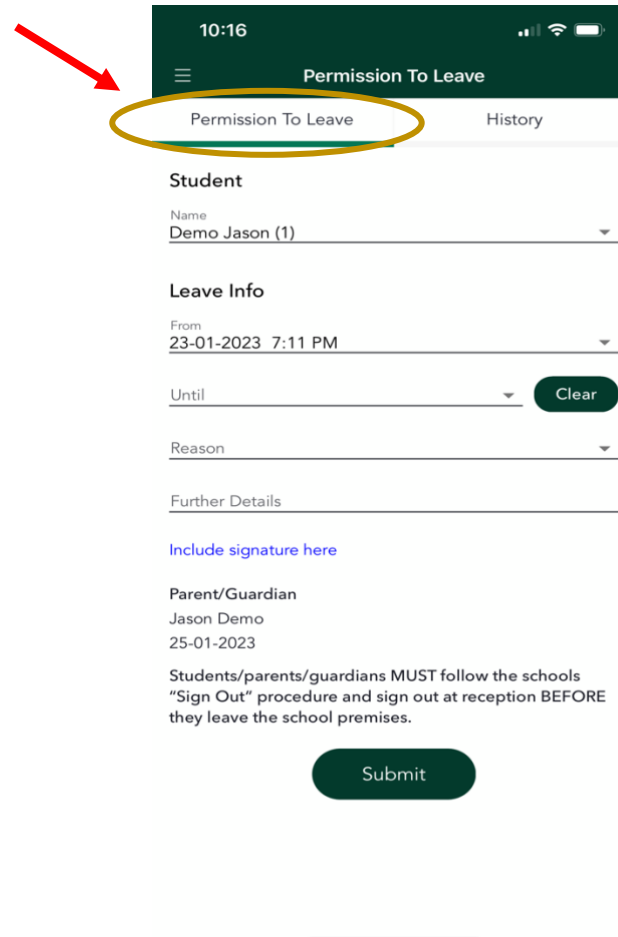 10:16
Permission To Leave
Permission To Leave History
Student
Name
Demo Jason (1)
Leave Info
From
23-01-2023 7:11 PM
Until Clear
Reason
Further Details
Include signature here
Parent/Guardian
Jason Demo
25-01-2023
Students/parents/guardians MUST follow the schools
"Sign Out" procedure and sign out at reception BEFORE
they leave the school premises.
Submit